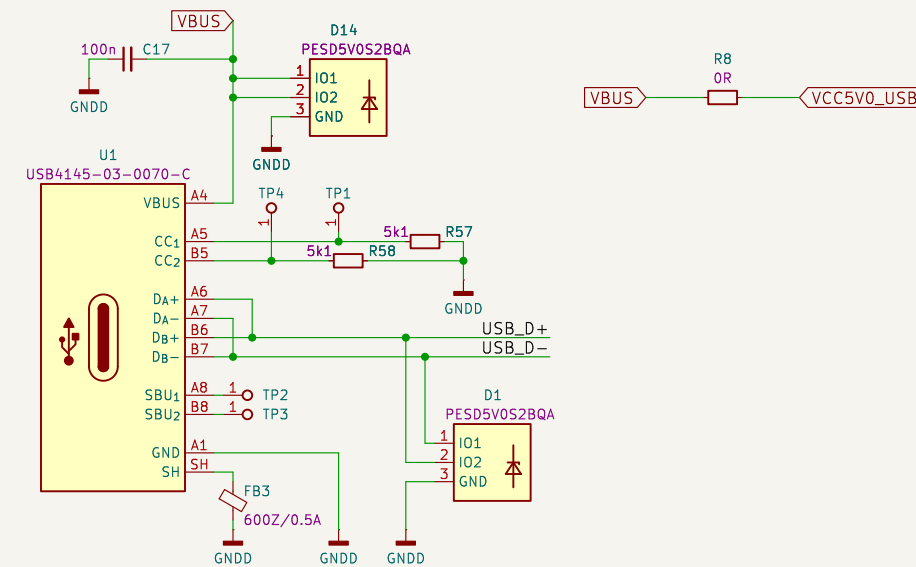 VBUS
D14
PESD5V0S2BQA
100n C17
1 IO1
2 IO2
3 GND
GNDD
GNDD
R8
0R
VBUS
VCC5V0_USB
U1
USB4145-03-0070-C
TP4
TP1
1
1
VBUS A4
CC1 A5
CC2 B5
5k1 R57
5k1 R58
GNDD
DA+ A6
DA- A7
DB+ B6
DB- B7
USB_D+
USB_D-
SBU1 A8 1 TP2
SBU2 B8 1 TP3
D1
PESD5V0S2BQA
1 IO1
2 IO2
3 GND
GND A1
SH SH
FB3
600Z/0.5A
GNDD
GNDD
GNDD